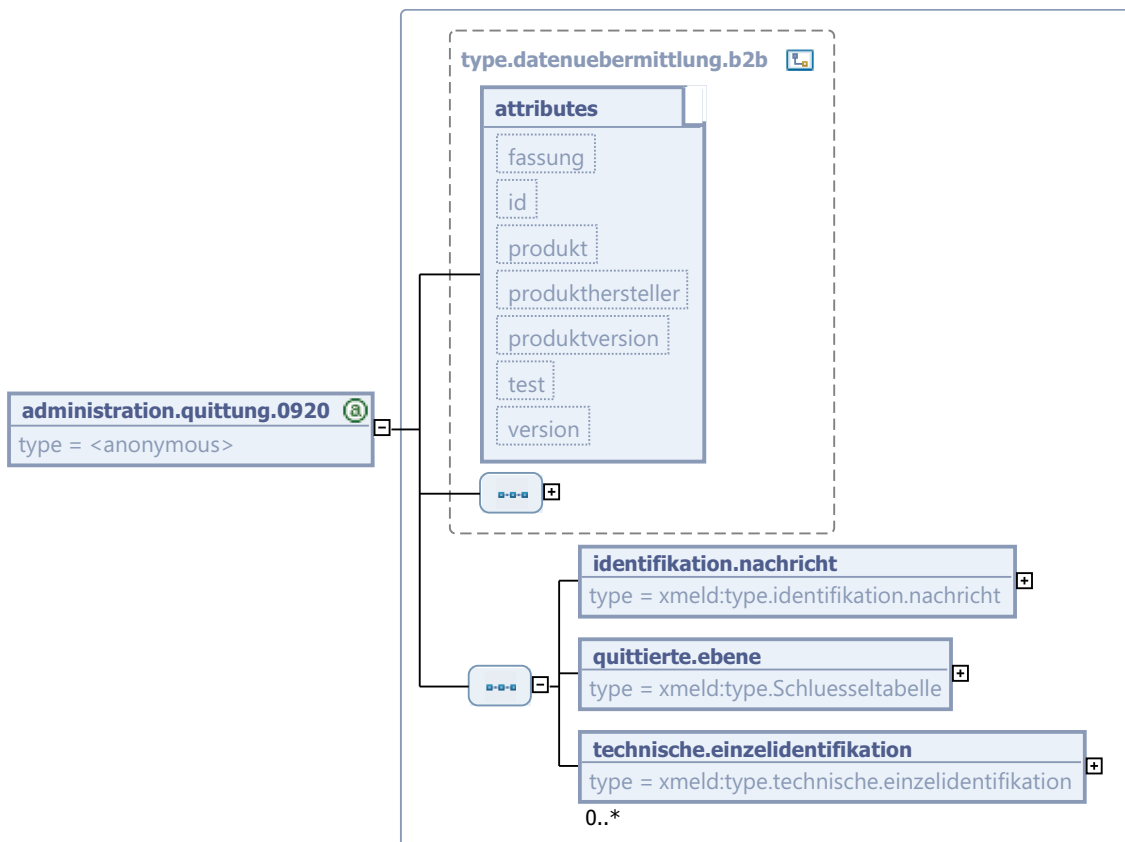 type.datenuebermittlung.b2b
attributes
fassung
id
produkt
produkthersteller
produktversion
test
version
administration.quittung.0920 @
type = <anonymous>
identifikation.nachricht
type = xmeld:type.identifikation.nachricht
quittierte.ebene
type = xmeld:type.Schluesseltabelle
technische.einzelidentifikation
type = xmeld:type.technische.einzelidentifikation
0..*